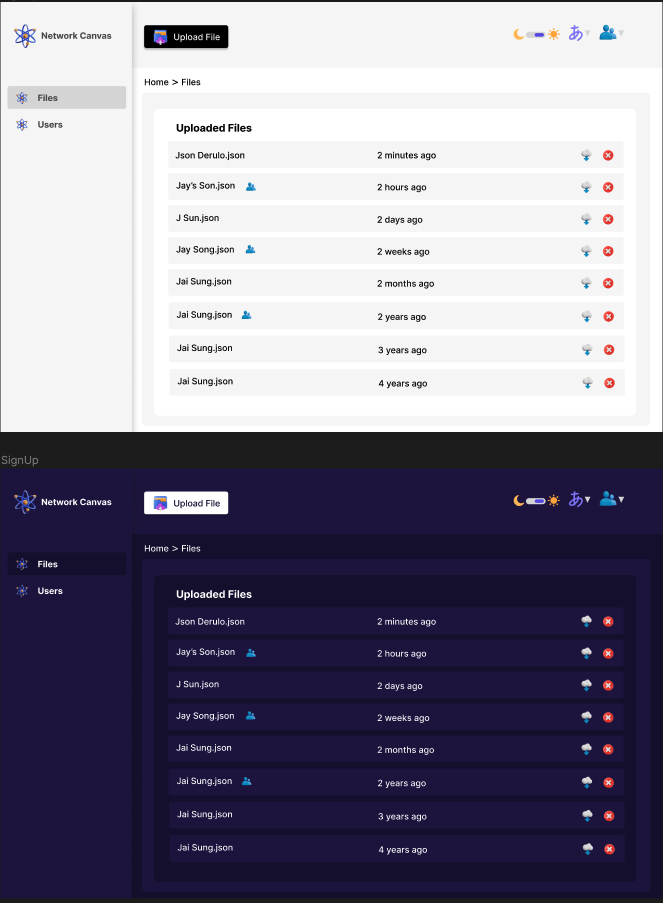 Network Canvas
Upload File
あ
Home > Files
Files
Users
Uploaded Files
Json Derulo.json 2 minutes ago
Jay's Son.json 2 hours ago
J Sun.json 2 days ago
Jay Song.json 2 weeks ago
Jai Sung.json 2 months ago
Jai Sung.json 2 years ago
Jai Sung.json 3 years ago
Jai Sung.json 4 years ago
SignUp
Network Canvas
Upload File
あ
Home > Files
Files
Users
Uploaded Files
Json Derulo.json 2 minutes ago
Jay's Son.json 2 hours ago
J Sun.json 2 days ago
Jay Song.json 2 weeks ago
Jai Sung.json 2 months ago
Jai Sung.json 2 years ago
Jai Sung.json 3 years ago
Jai Sung.json 4 years ago